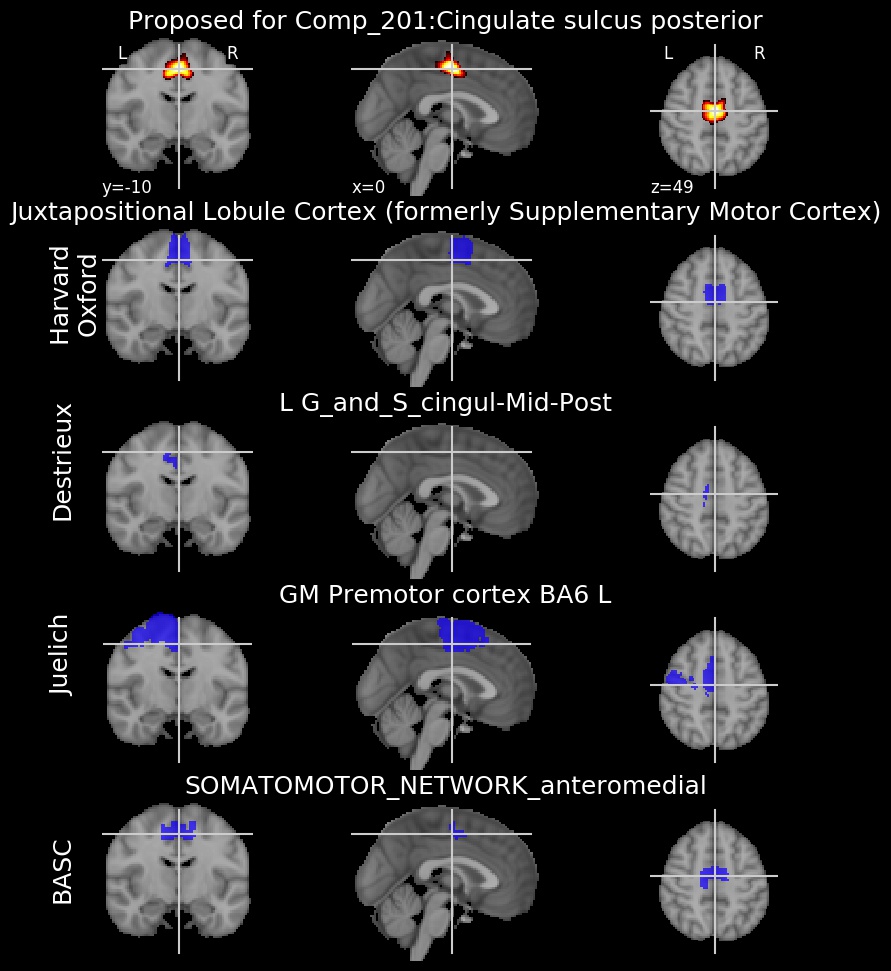 Proposed for Comp_201:Cingulate sulcus posterior
L R
L R
y=-10
x=0
z=49
Juxtapositional Lobule Cortex (formerly Supplementary Motor Cortex)
Harvard
Oxford
L G_and_S_cingul-Mid-Post
Destrieux
GM Premotor cortex BA6 L
Juelich
SOMATOMOTOR_NETWORK_anteromedial
BASC